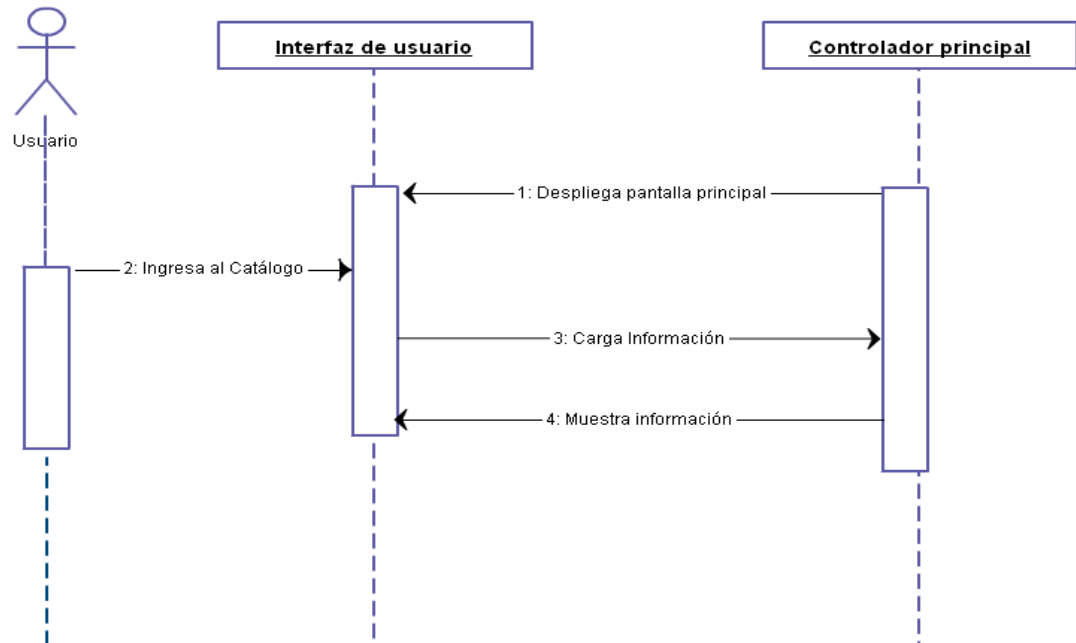 Interfaz de usuario
Controlador principal
Usuario
1: Despliega pantalla principal
2: Ingresa al Catálogo
3: Carga Información
4: Muestra información